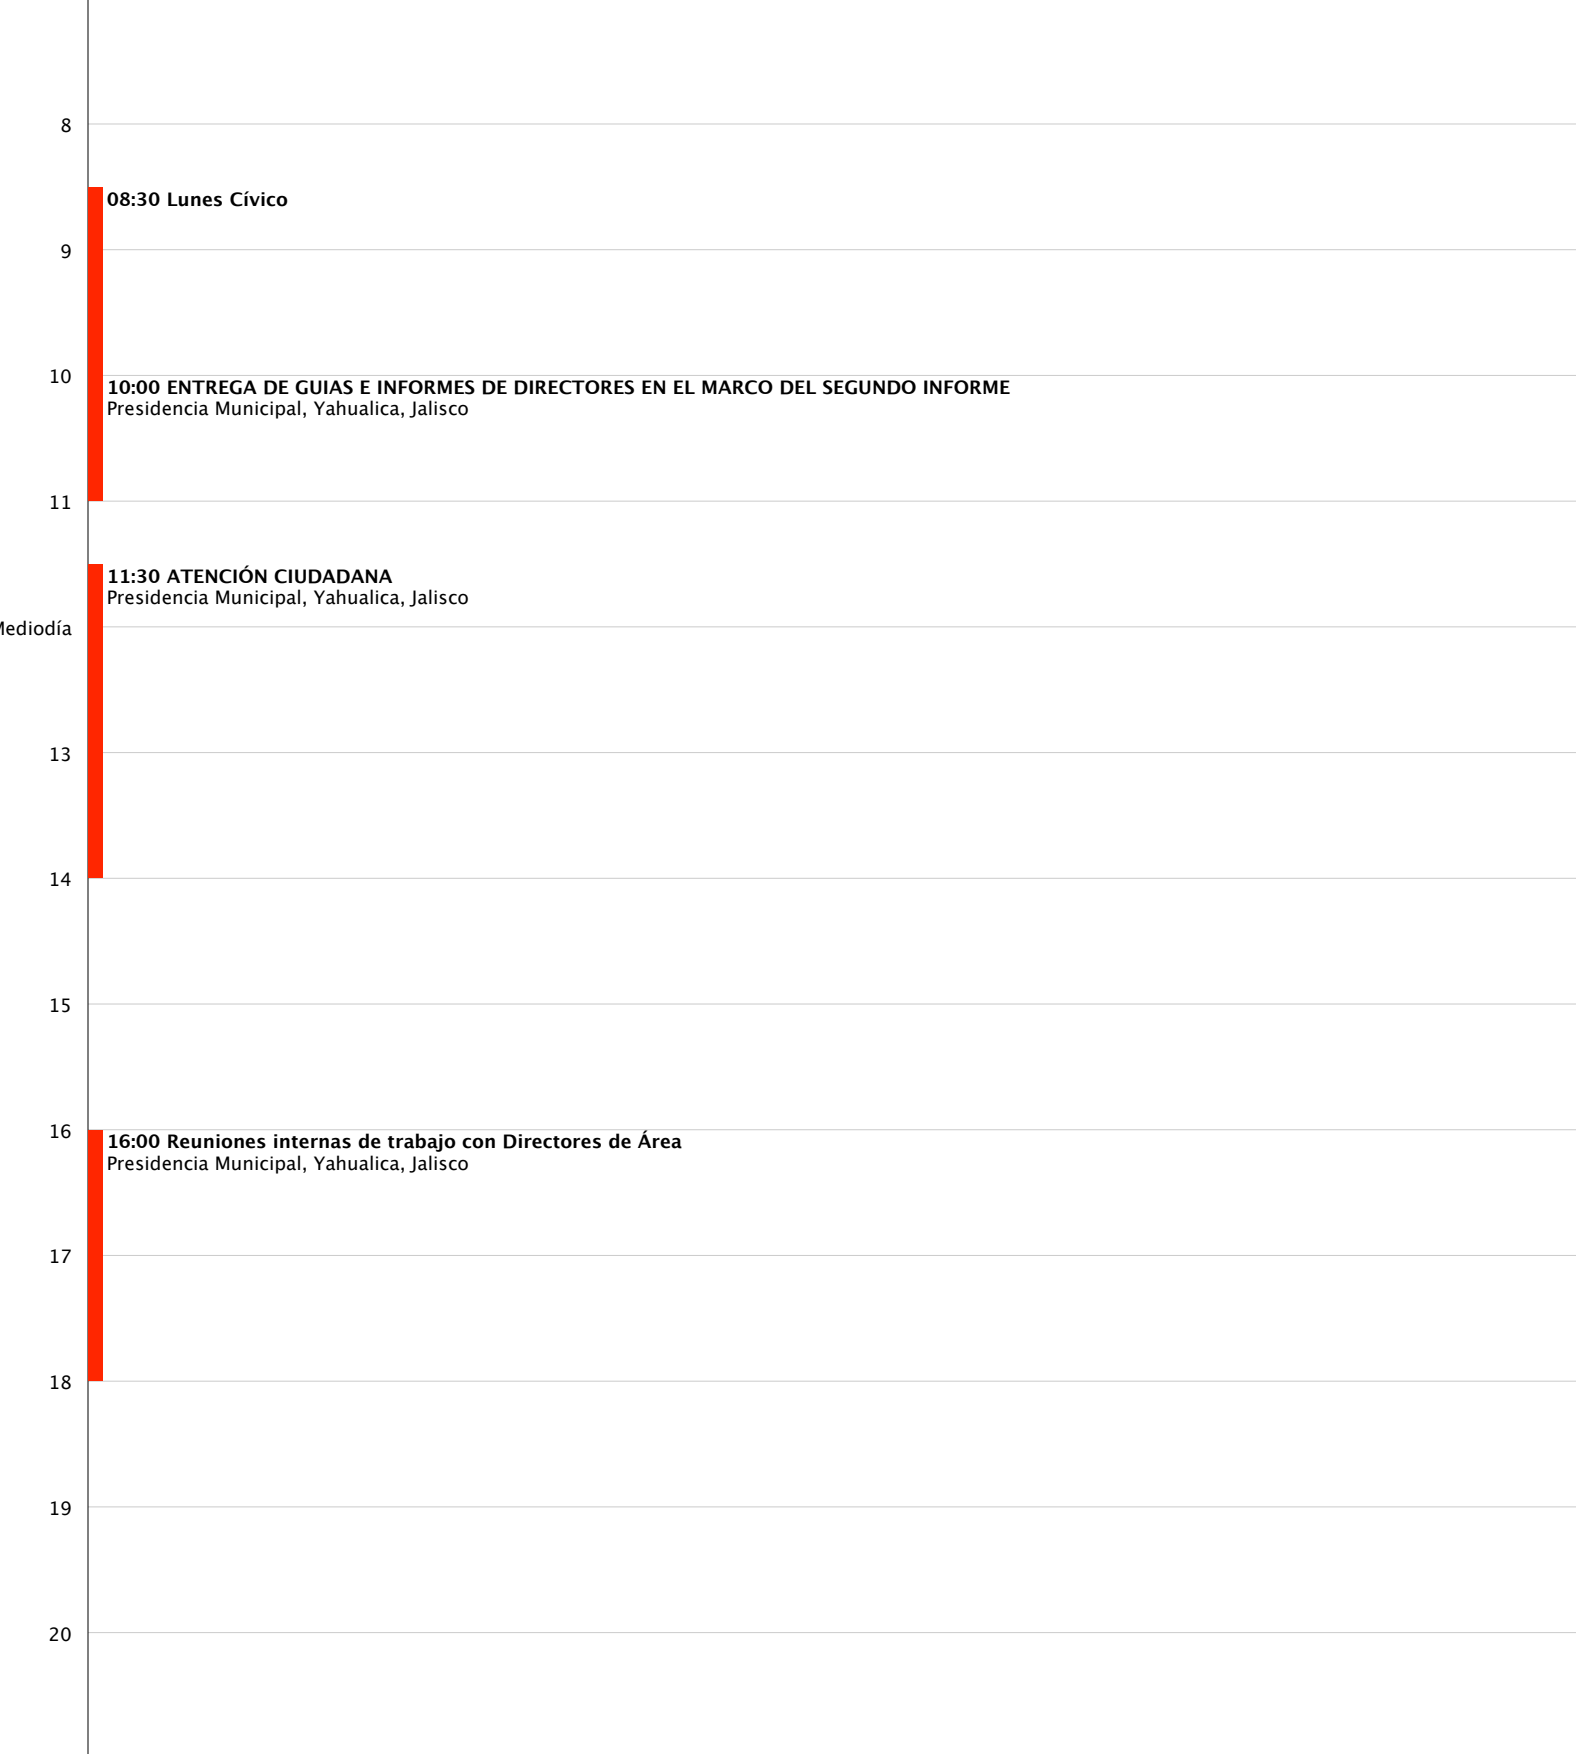 8
08:30 Lunes Cívico
9
10
10:00 ENTREGA DE GUIAS E INFORMES DE DIRECTORES EN EL MARCO DEL SEGUNDO INFORME
Presidencia Municipal, Yahualica, Jalisco
11
11:30 ATENCIÓN CIUDADANA
Presidencia Municipal, Yahualica, Jalisco
Mediodía
13
14
15
16
16:00 Reuniones internas de trabajo con Directores de Área
Presidencia Municipal, Yahualica, Jalisco
17
18
19
20